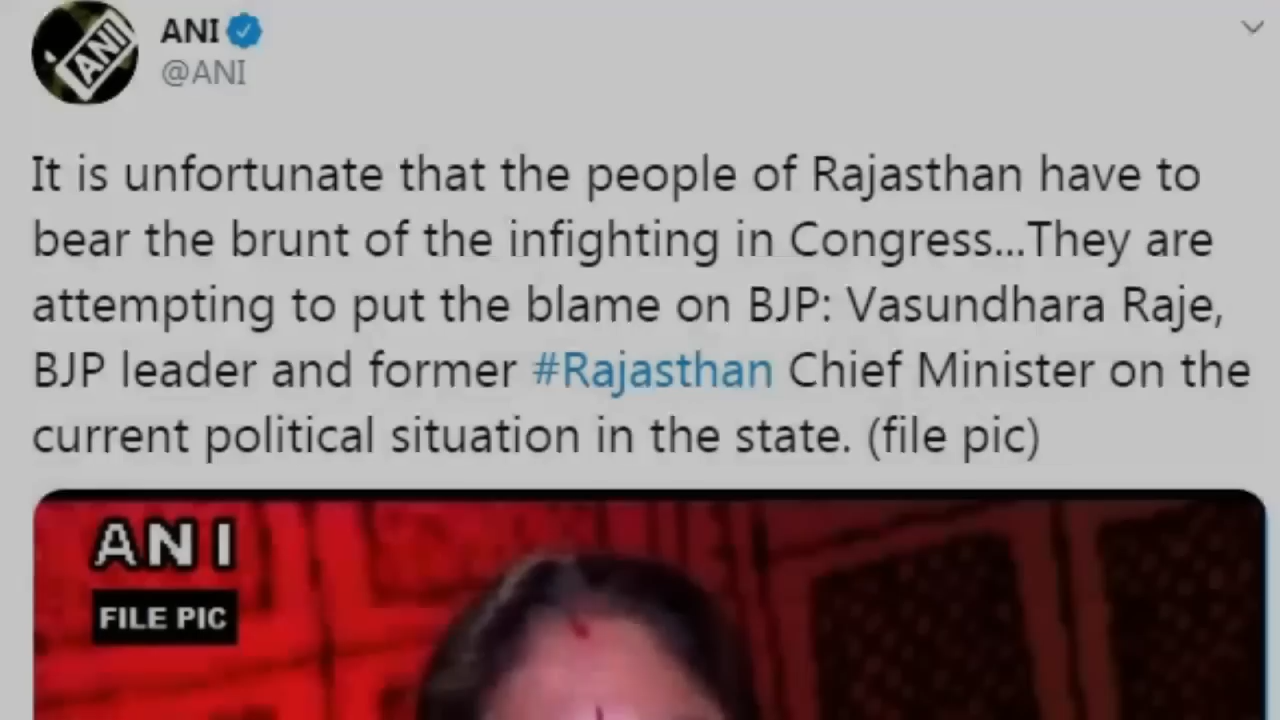 ANI
@ANI
It is unfortunate that the people of Rajasthan have to
bear the brunt of the infighting in Congress...They are
attempting to put the blame on BJP: Vasundhara Raje,
BJP leader and former #Rajasthan Chief Minister on the
current political situation in the state. (file pic)
ANI
FILE PIC